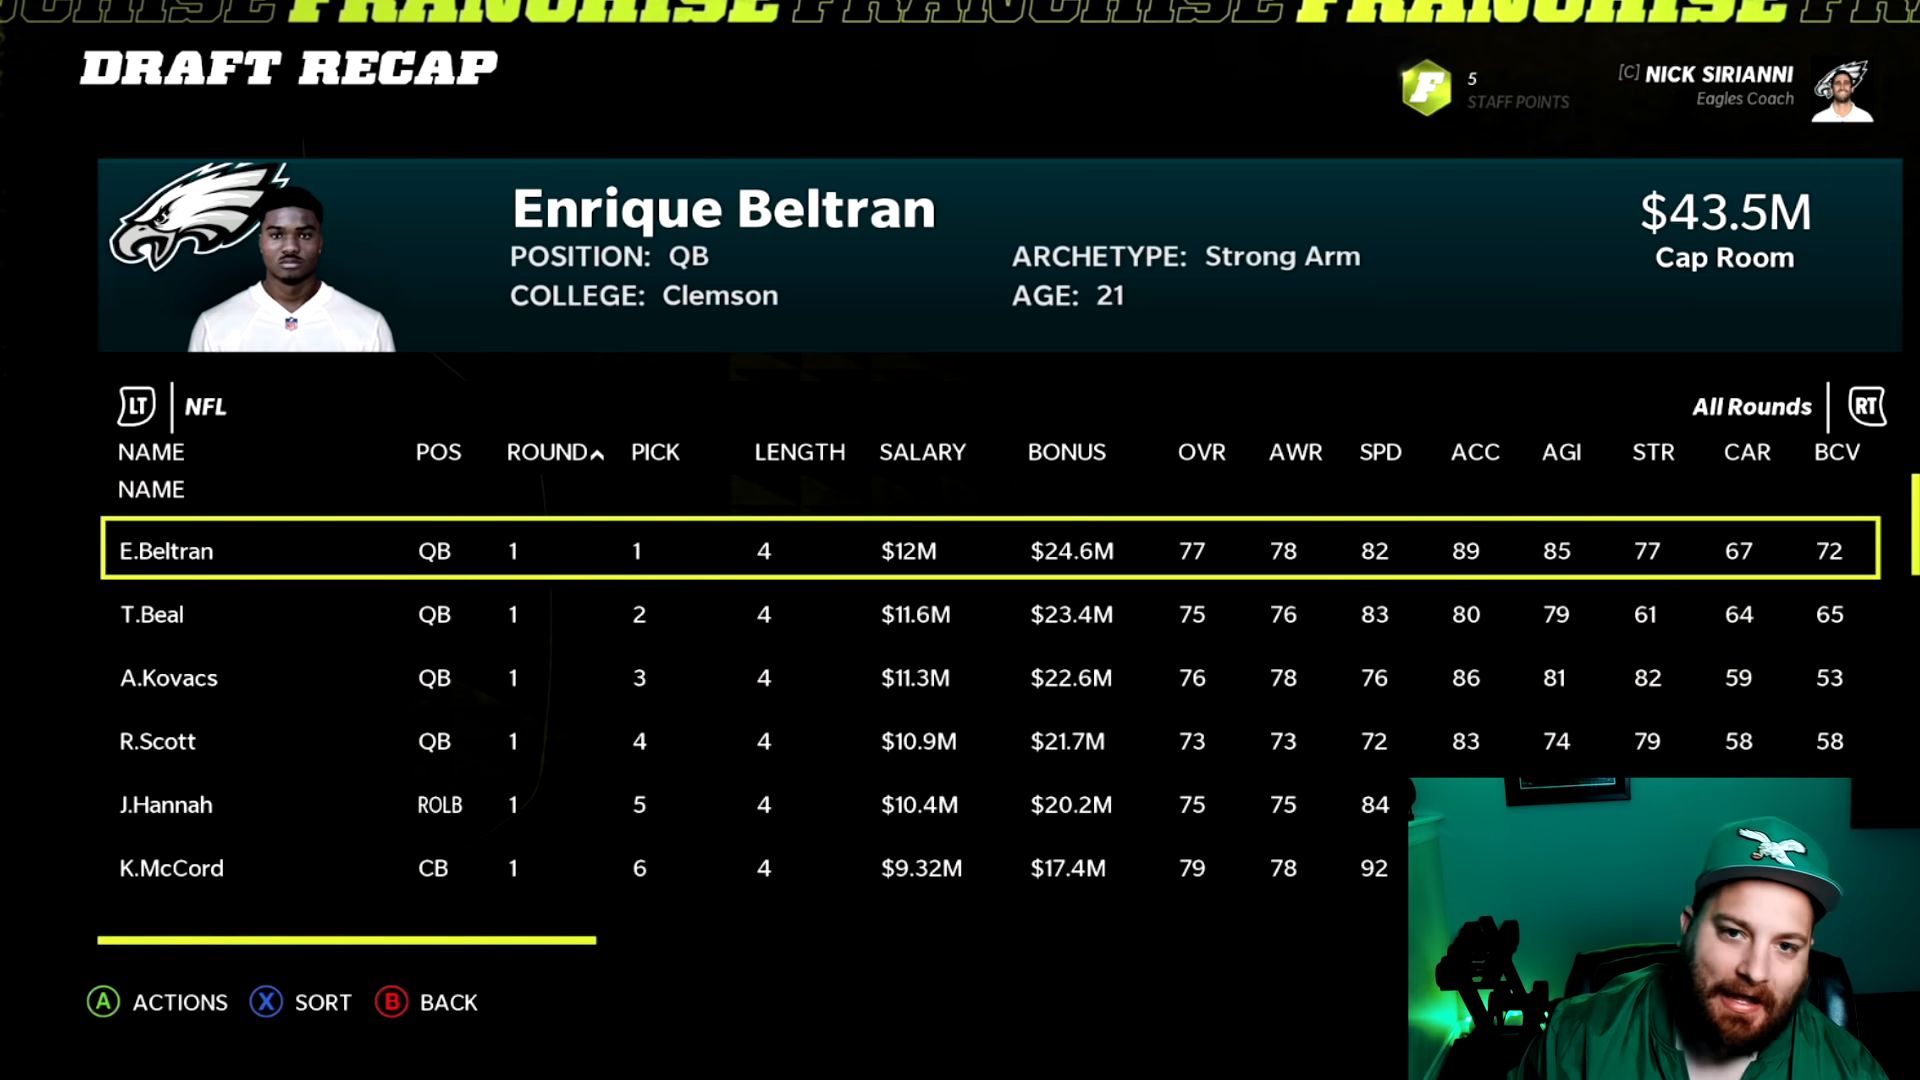 FRANCHISE FRANCHISE FRANCHISE
DRAFT RECAP
5
STAFF POINTS
[C] NICK SIRIANNI
Eagles Coach
Enrique Beltran
POSITION: QB
ARCHETYPE: Strong Arm
COLLEGE: Clemson
AGE: 21
$43.5M
Cap Room
LT NFL
All Rounds RT
NAME POS ROUND PICK LENGTH SALARY BONUS OVR AWR SPD ACC AGI STR CAR BCV
NAME
E.Beltran QB 1 1 4 $12M $24.6M 77 78 82 89 85 77 67 72
T.Beal QB 1 2 4 $11.6M $23.4M 75 76 83 80 79 61 64 65
A.Kovacs QB 1 3 4 $11.3M $22.6M 76 78 76 86 81 82 59 53
R.Scott QB 1 4 4 $10.9M $21.7M 73 73 72 83 74 79 58 58
J.Hannah ROLB 1 5 4 $10.4M $20.2M 75 75 84
K.McCord CB 1 6 4 $9.32M $17.4M 79 78 92
A ACTIONS X SORT B BACK